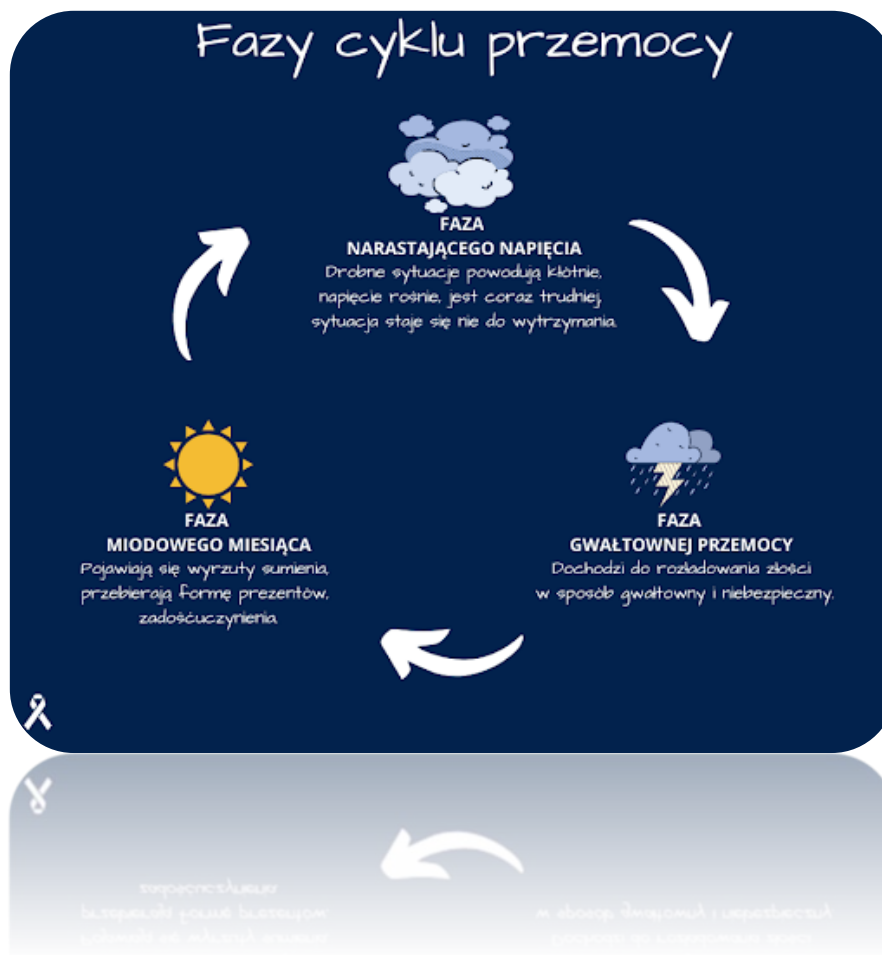 Fazy cyklu przemocy
FAZA
NARASTAJĄCEGO NAPIĘCIA
Drobne sytuacje powodują kłótnie,
napięcie rośnie, jest coraz trudniej,
sytuacja staje się nie do wytrzymania.
FAZA
MIODOWEGO MIESIĄCA
Pojawiają się wyrzuty sumienia,
przebierają formę prezentów,
zadośćuczynienia.
FAZA
GWAŁTOWNEJ PRZEMOCY
Dochodzi do rozładowania złości
w sposób gwałtowny i niebezpieczny.